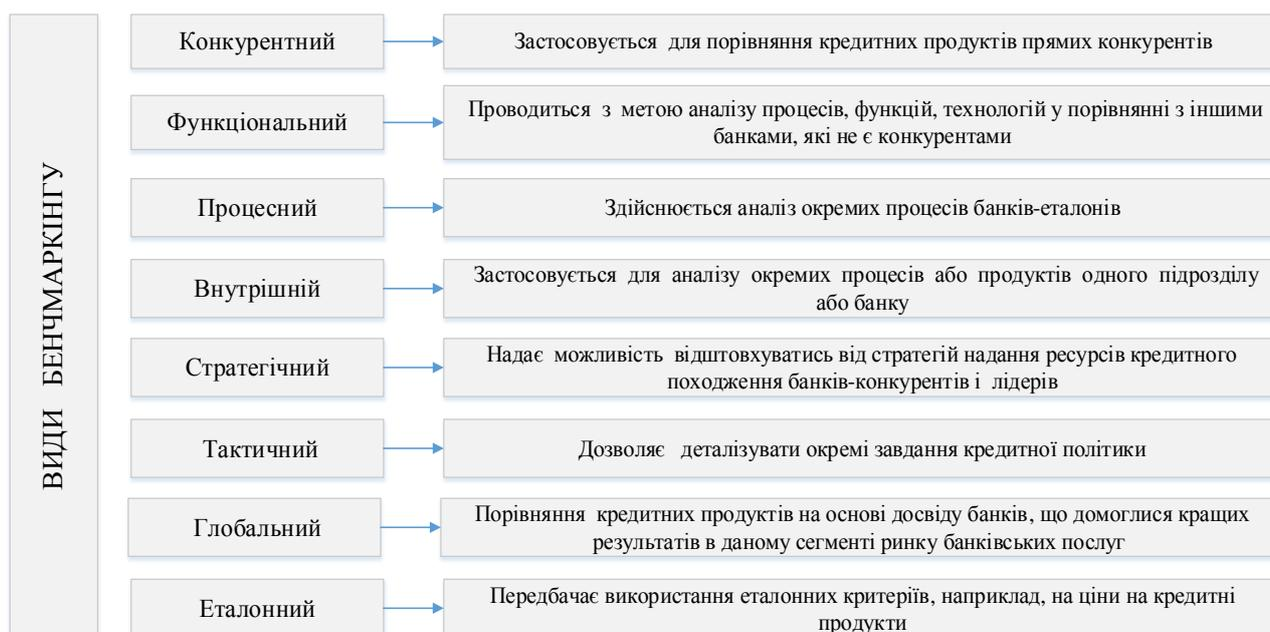 ВИДИ БЕНЧМАРКІНГУ
Конкурентний
Застосовується для порівняння кредитних продуктів прямих конкурентів
Функціональний
Проводиться з метою аналізу процесів, функцій, технологій у порівнянні з іншими
банками, які не є конкурентами
Процесний
Здійснюється аналіз окремих процесів банків-еталонів
Внутрішній
Застосовується для аналізу окремих процесів або продуктів одного підрозділу
або банку
Стратегічний
Надає можливість відштовхуватись від стратегій надання ресурсів кредитного
походження банків-конкурентів і лідерів
Тактичний
Дозволяє деталізувати окремі завдання кредитної політики
Глобальний
Порівняння кредитних продуктів на основі досвіду банків, що домоглися кращих
результатів в даному сегменті ринку банківських послуг
Еталонний
Передбачає використання еталонних критеріїв, наприклад, на ціни на кредитні
продукти